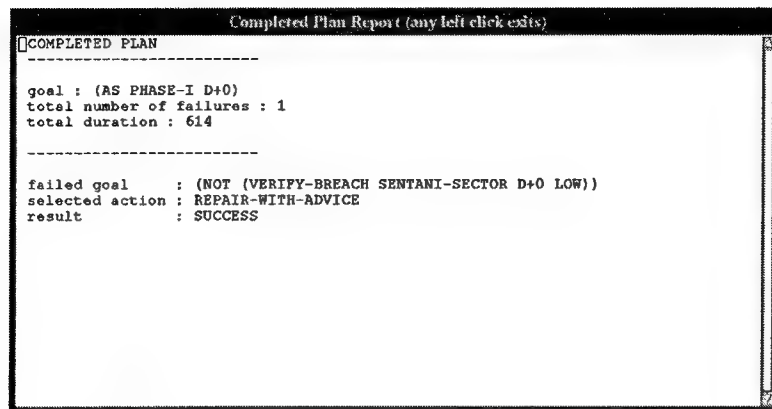 Completed Plan Report (any left click exits)
COMPLETED PLAN
--------------------------
goal : (AS PHASE-I D+0)
total number of failures : 1
total duration : 614
--------------------------
failed goal     : (NOT (VERIFY-BREACH SENTANI-SECTOR D+0 LOW))
selected action : REPAIR-WITH-ADVICE
result          : SUCCESS